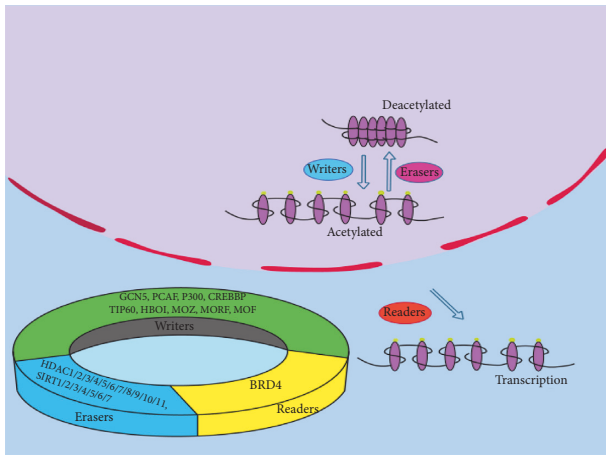 Deacetylated
Writers
Erasers
Acetylated
GCN5, PCAF, P300, CREBBP
TIP60, HBOI, MOZ, MORF, MOF
Writers
Readers
HDAC1/2/3/4/5/6/7/8/9/10/11,
SIRT1/2/3/4/5/6/7
BRD4
Transcription
Erasers
Readers